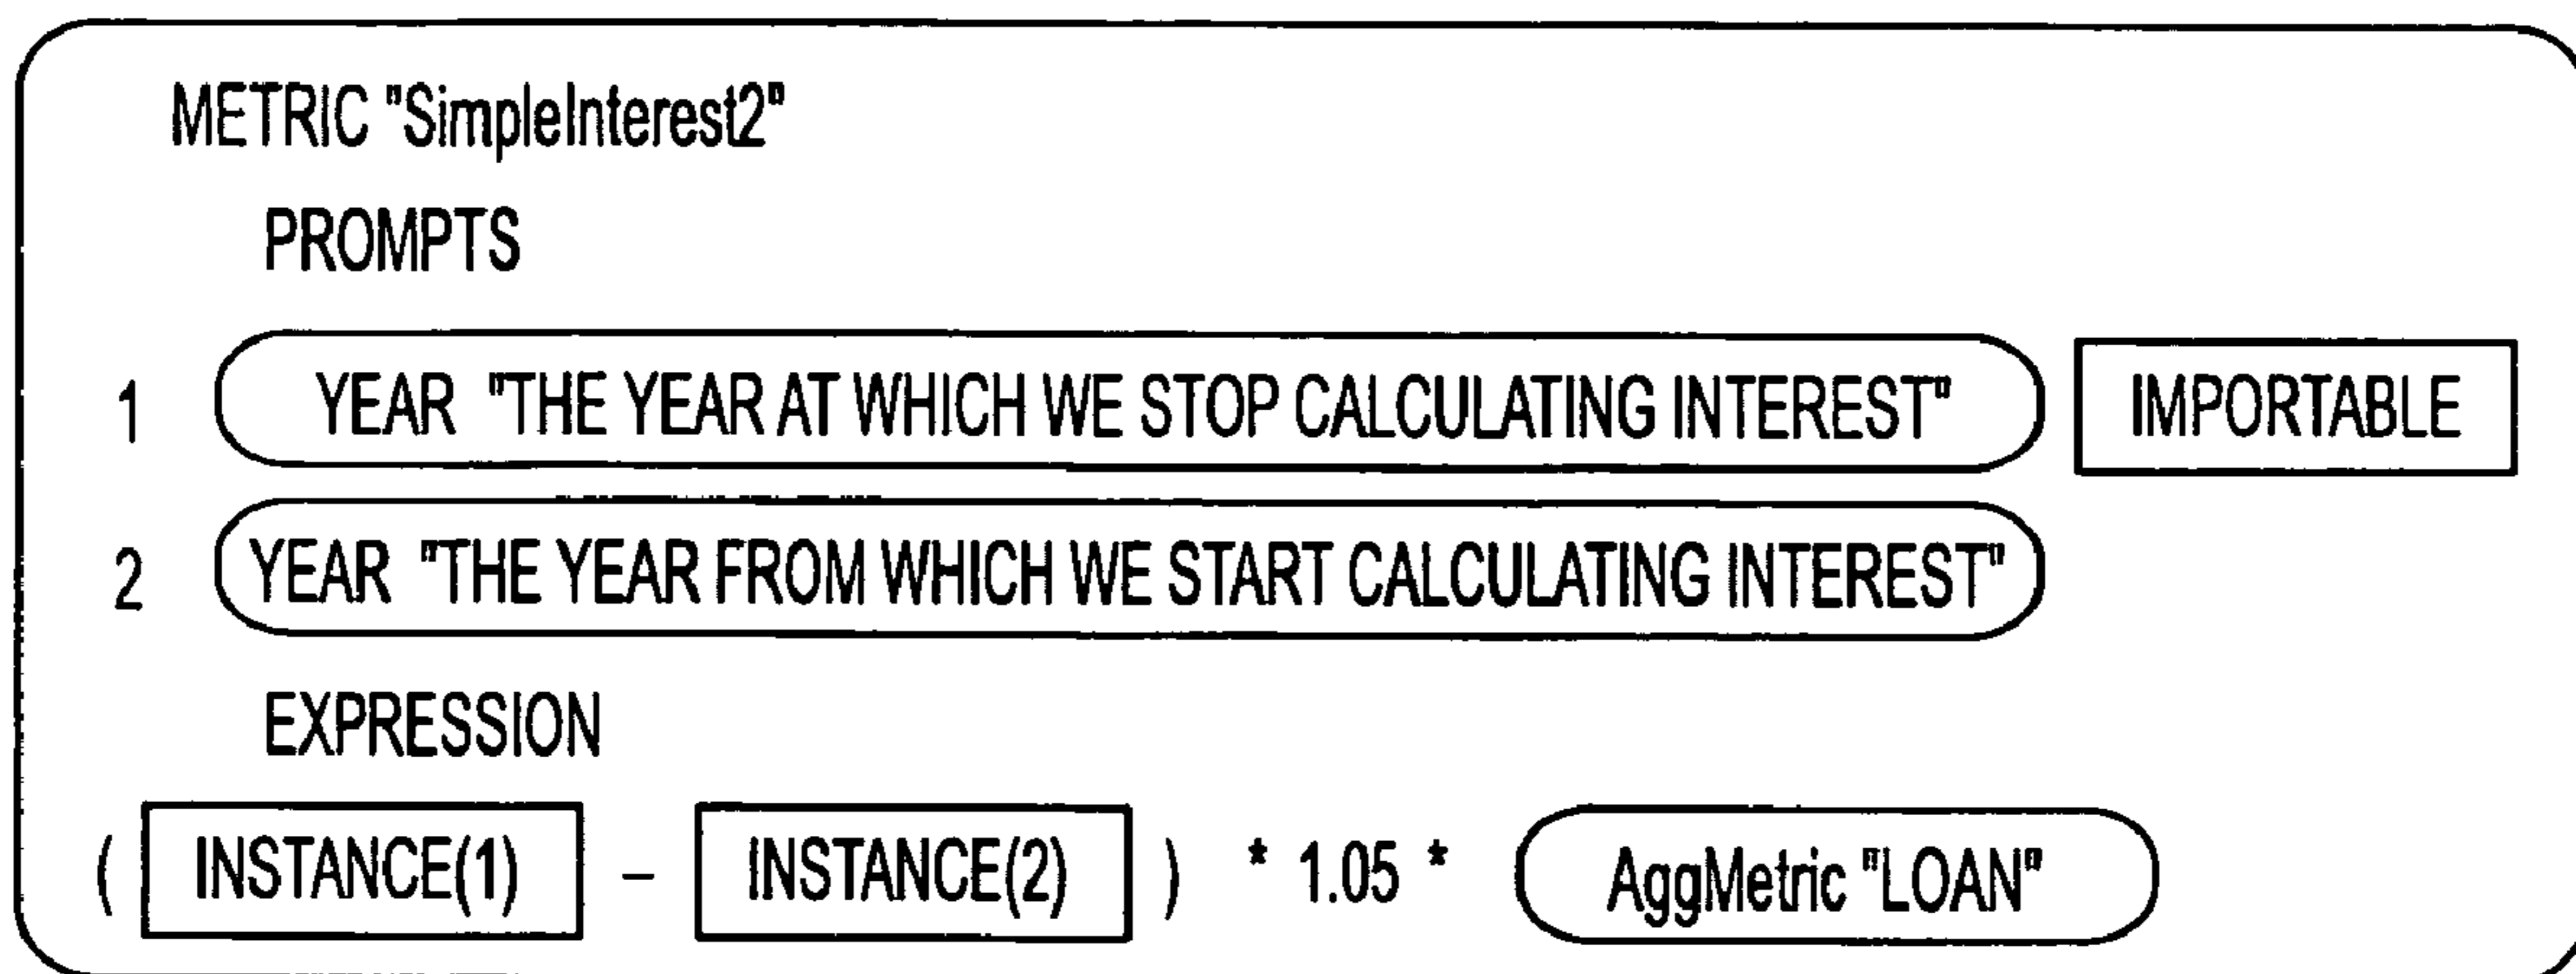 METRIC "SimpleInterest2"
PROMPTS
1 YEAR "THE YEAR AT WHICH WE STOP CALCULATING INTEREST" IMPORTABLE
2 YEAR "THE YEAR FROM WHICH WE START CALCULATING INTEREST"
EXPRESSION
( INSTANCE(1) – INSTANCE(2) ) * 1.05 * AggMetric "LOAN"